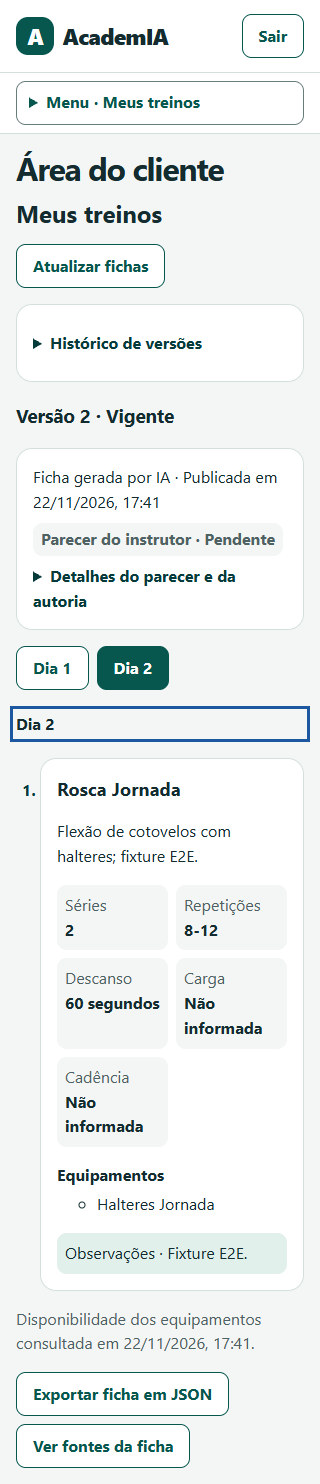 A AcademIA
Sair
▶ Menu · Meus treinos
Área do cliente
Meus treinos
Atualizar fichas
▶ Histórico de versões
Versão 2 · Vigente
Ficha gerada por IA · Publicada em
22/11/2026, 17:41
Parecer do instrutor · Pendente
▶ Detalhes do parecer e da
autoria
Dia 1
Dia 2
Dia 2
1. Rosca Jornada
Flexão de cotovelos com
halteres; fixture E2E.
Séries
2
Repetições
8-12
Descanso
60 segundos
Carga
Não
informada
Cadência
Não
informada
Equipamentos
Halteres Jornada
Observações · Fixture E2E.
Disponibilidade dos equipamentos
consultada em 22/11/2026, 17:41.
Exportar ficha em JSON
Ver fontes da ficha